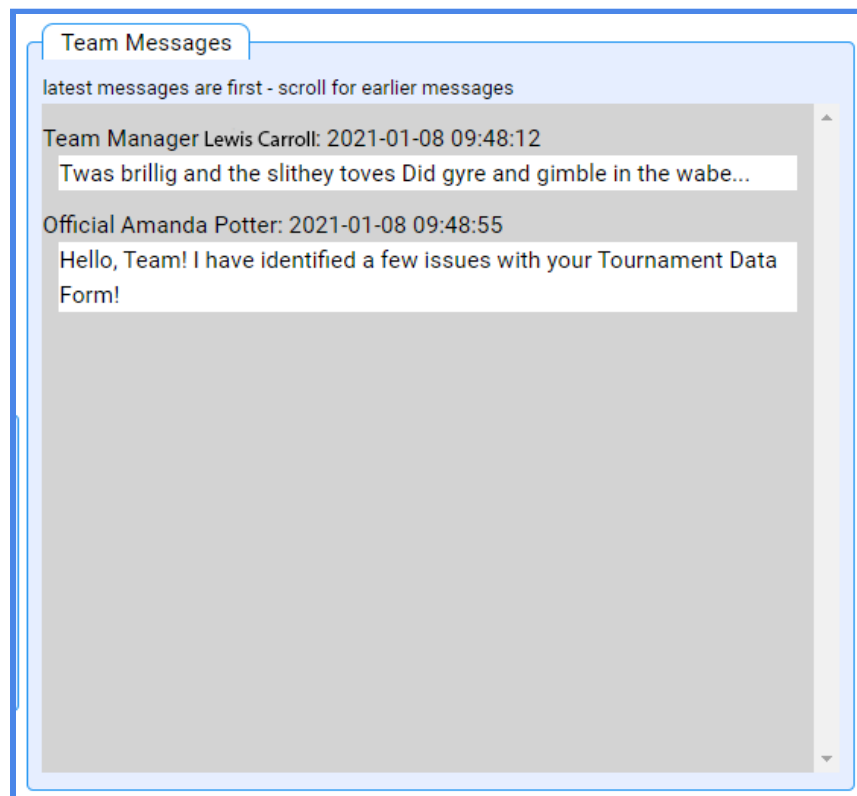 Team Messages
latest messages are first - scroll for earlier messages
Team Manager Lewis Carroll: 2021-01-08 09:48:12
Twas brillig and the slithey toves Did gyre and gimble in the wabe...
Official Amanda Potter: 2021-01-08 09:48:55
Hello, Team! I have identified a few issues with your Tournament Data
Form!